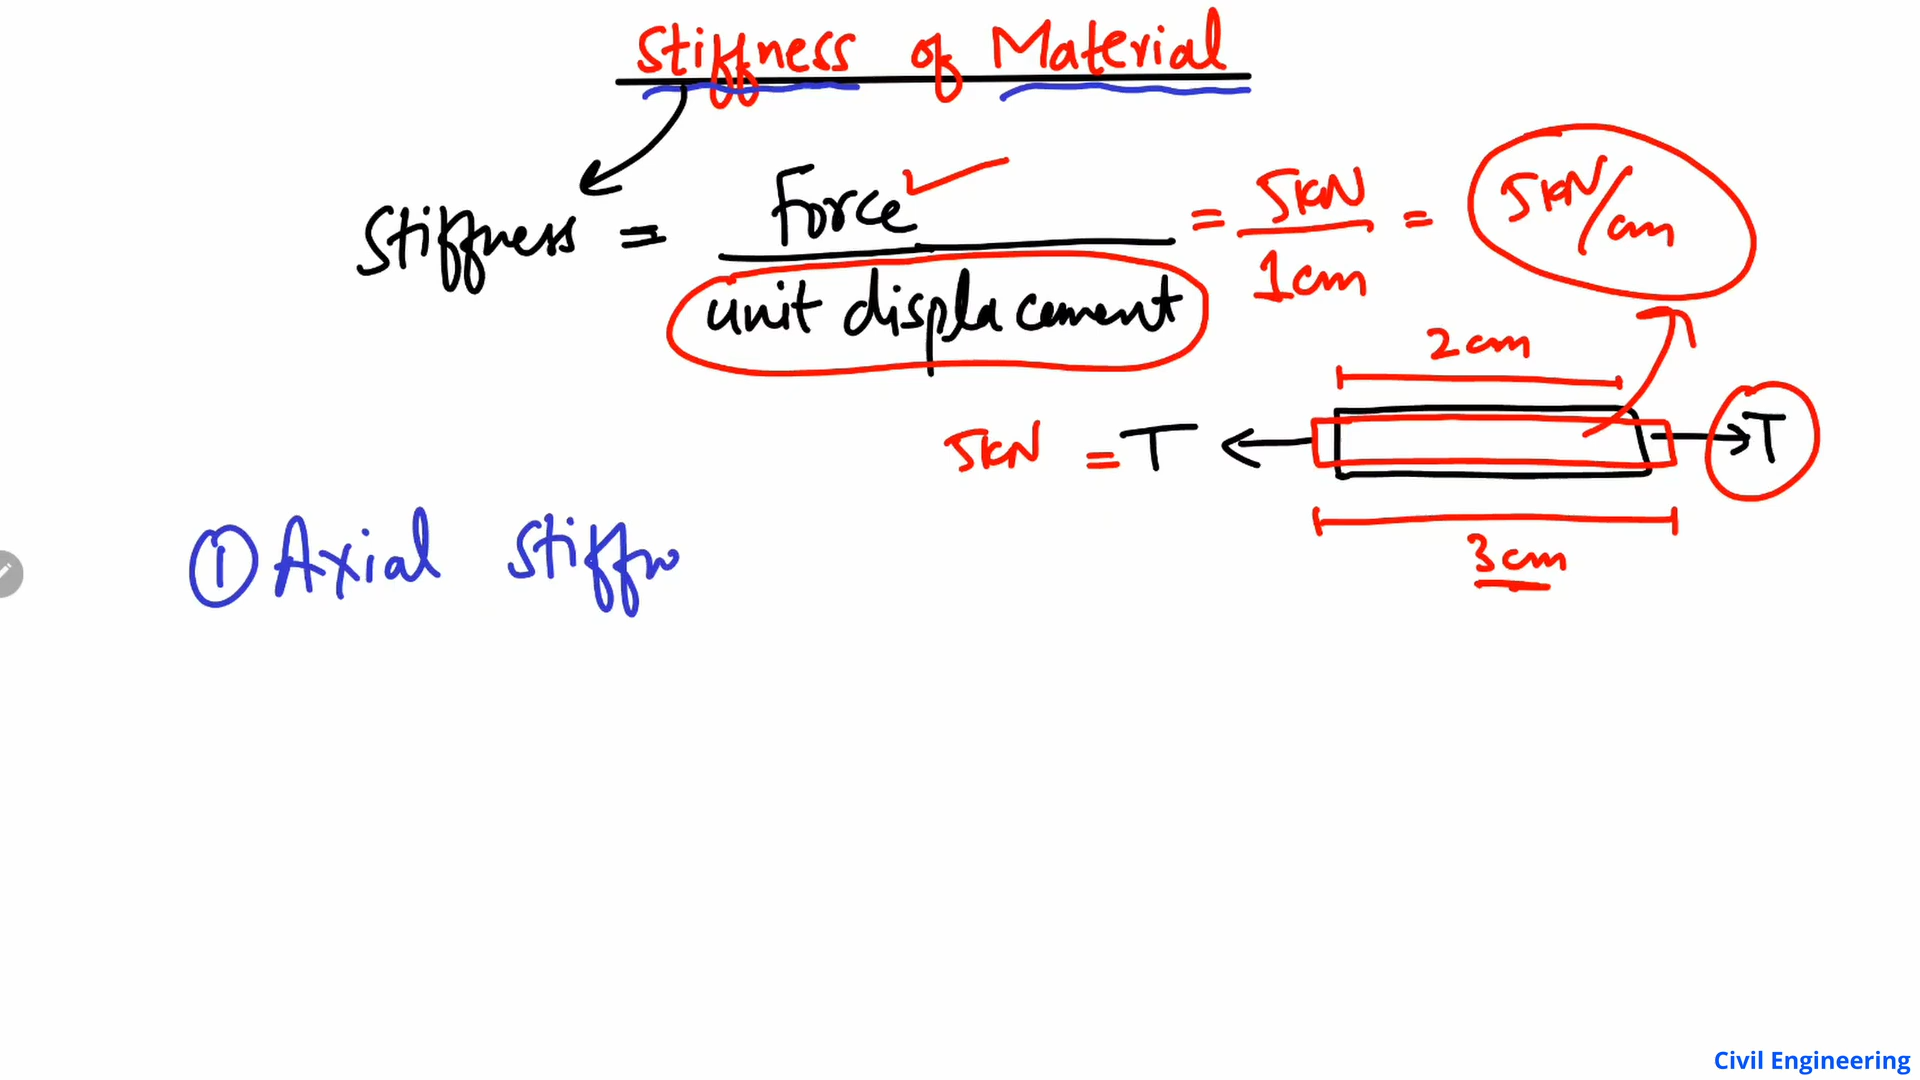 Stiffness of Material
Stiffness = Force / unit displacement = 5kN / 1cm = 5kN/cm
2cm
5kN = T
T
3cm
① Axial stiffn
Civil Engineering